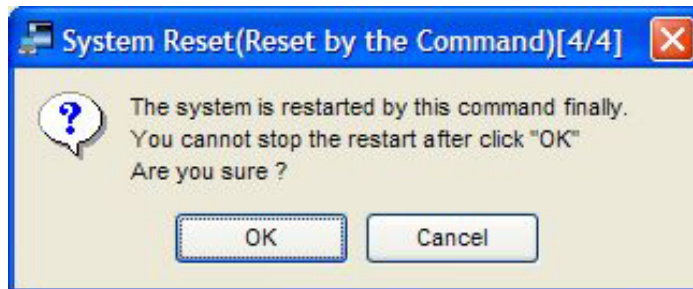 System Reset(Reset by the Command)[4/4]
The system is restarted by this command finally.
You cannot stop the restart after click "OK"
Are you sure ?
OK
Cancel